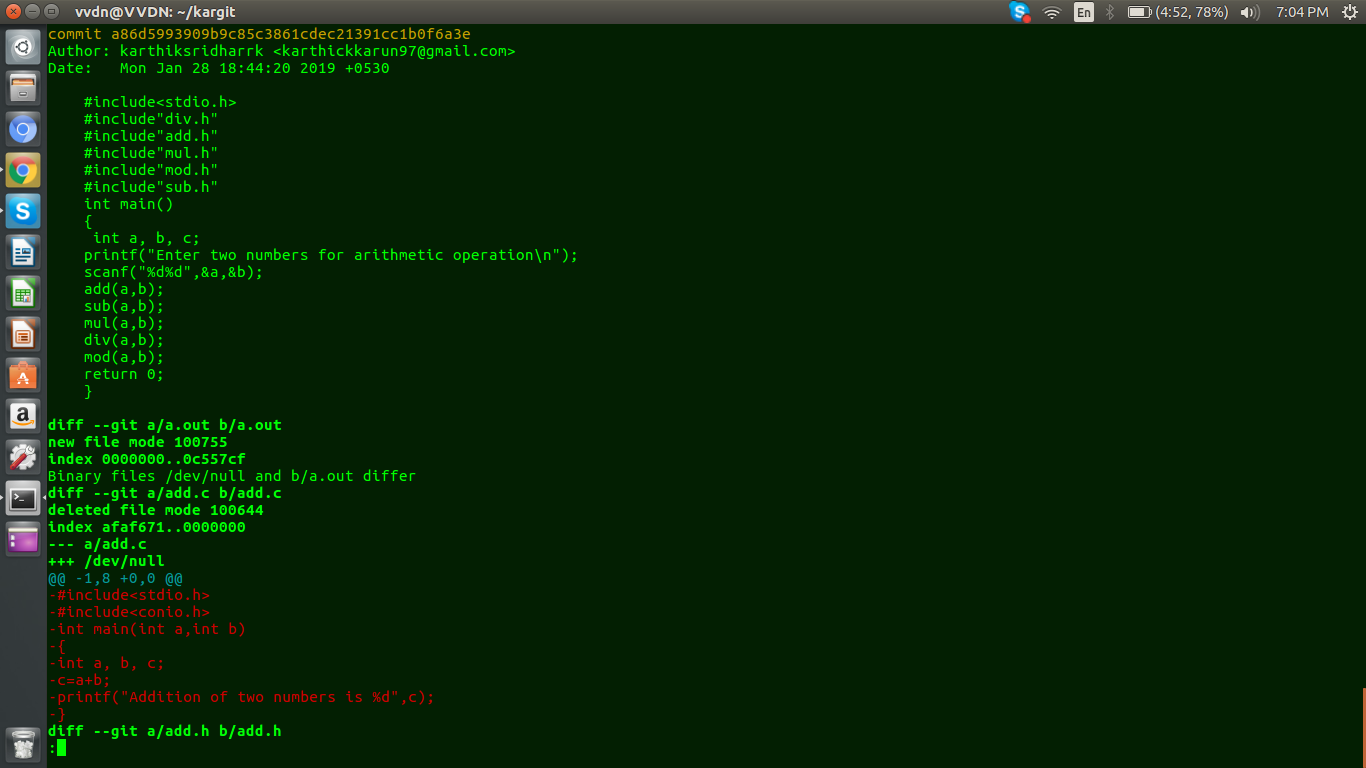 vvdn@VVDN: ~/kargit
En
(4:52, 78%)
7:04 PM
commit a86d5993909b9c85c3861cdec21391cc1b0f6a3e
Author: karthiksridharrk <karthickkarun97@gmail.com>
Date:   Mon Jan 28 18:44:20 2019 +0530
    #include<stdio.h>
    #include"div.h"
    #include"add.h"
    #include"mul.h"
    #include"mod.h"
    #include"sub.h"
    int main()
    {
     int a, b, c;
    printf("Enter two numbers for arithmetic operation\n");
    scanf("%d%d",&a,&b);
    add(a,b);
    sub(a,b);
    mul(a,b);
    div(a,b);
    mod(a,b);
    return 0;
    }
diff --git a/a.out b/a.out
new file mode 100755
index 0000000..0c557cf
Binary files /dev/null and b/a.out differ
diff --git a/add.c b/add.c
deleted file mode 100644
index afaf671..0000000
--- a/add.c
+++ /dev/null
@@ -1,8 +0,0 @@
-#include<stdio.h>
-#include<conio.h>
-int main(int a,int b)
-{
-int a, b, c;
-c=a+b;
-printf("Addition of two numbers is %d",c);
-}
diff --git a/add.h b/add.h
: